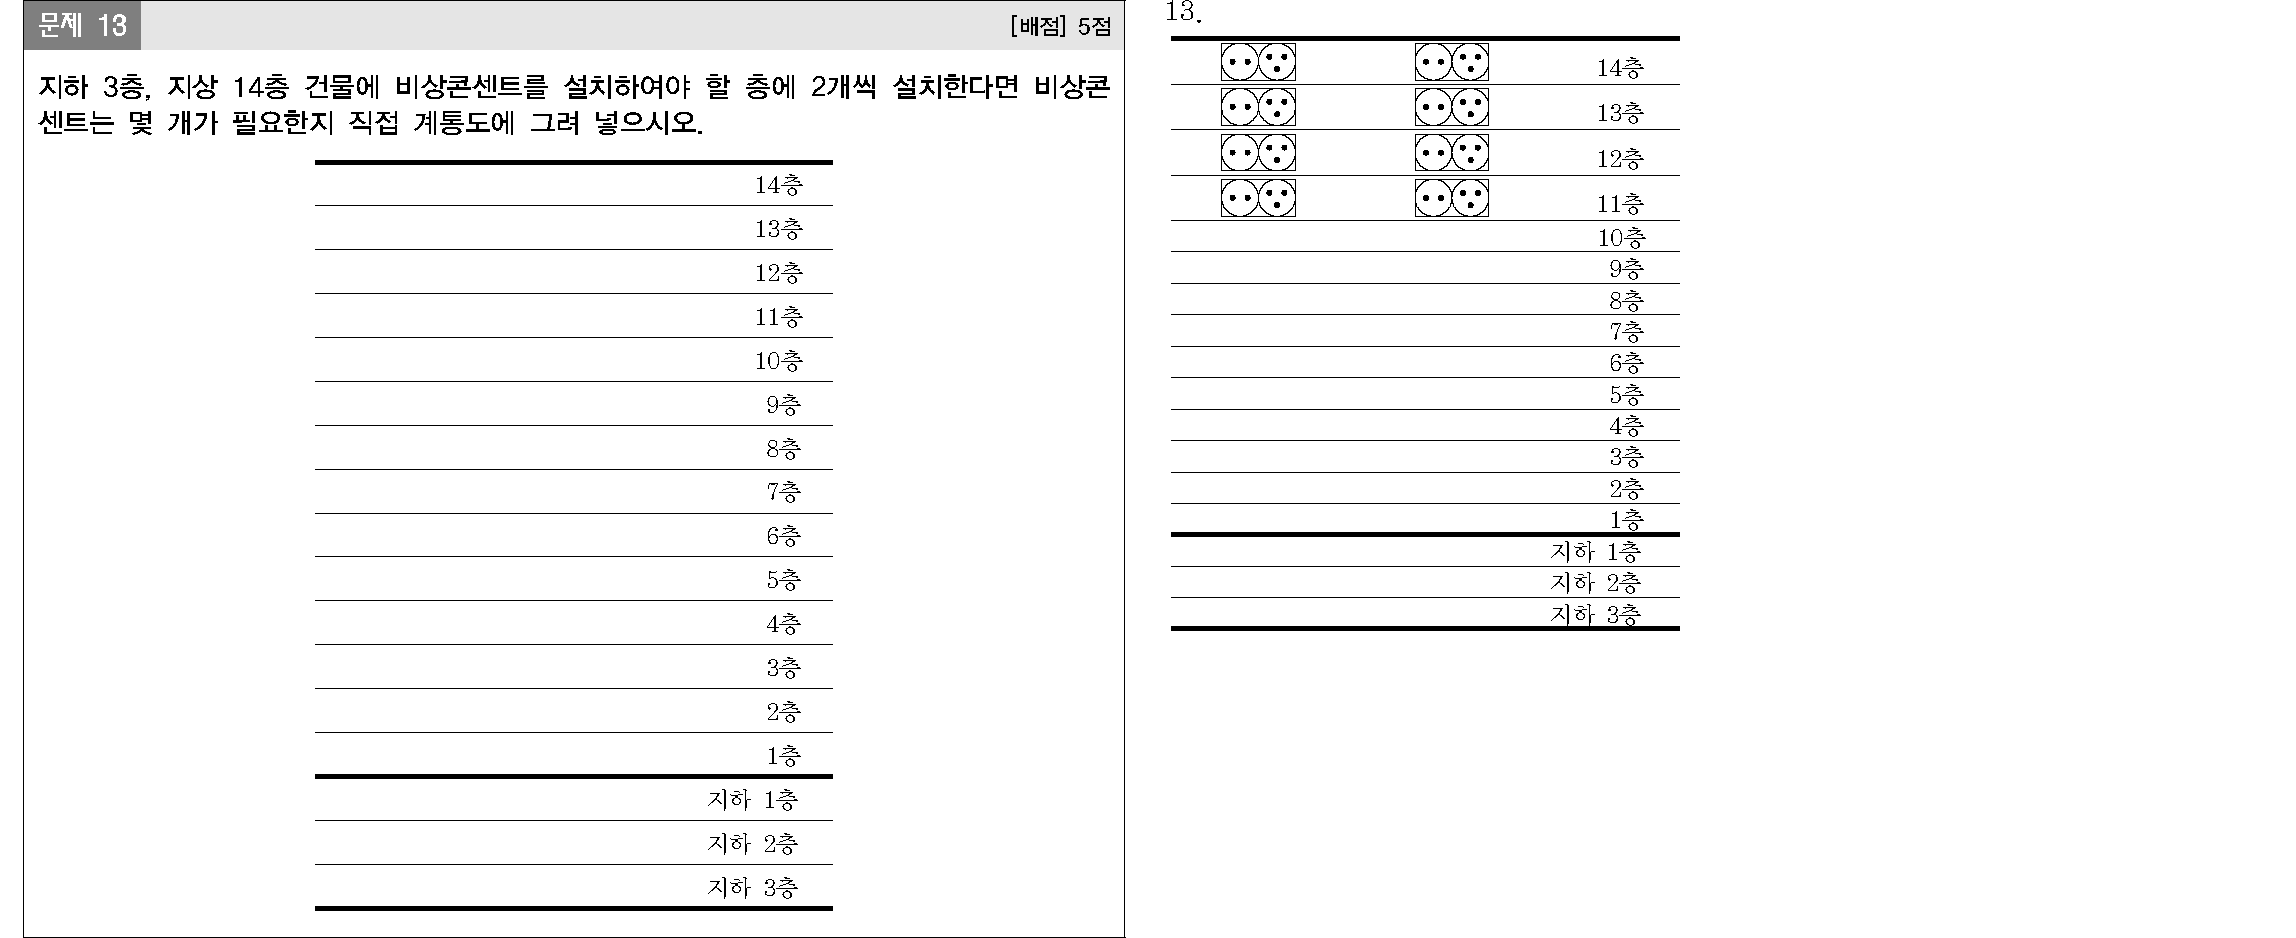 문제 13
[배점] 5점
지하 3층, 지상 14층 건물에 비상콘센트를 설치하여야 할 층에 2개씩 설치한다면 비상콘
센트는 몇 개가 필요한지 직접 계통도에 그려 넣으시오.
14층
13층
12층
11층
10층
9층
8층
7층
6층
5층
4층
3층
2층
1층
지하 1층
지하 2층
지하 3층
13.
14층
13층
12층
11층
10층
9층
8층
7층
6층
5층
4층
3층
2층
1층
지하 1층
지하 2층
지하 3층